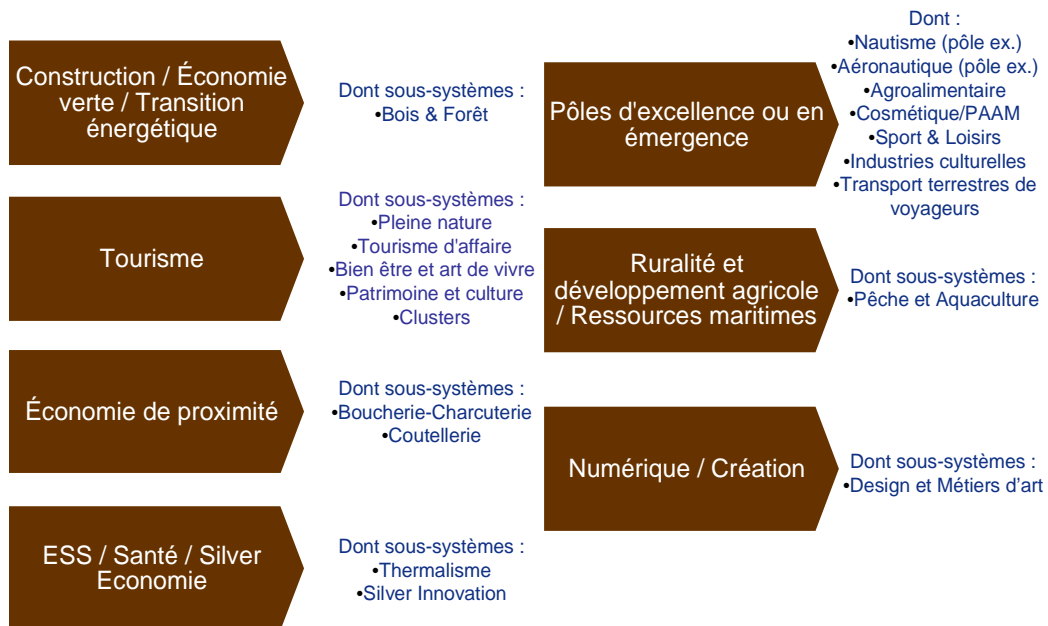 Construction / Économie
verte / Transition
énergétique
Dont sous-systèmes :
•Bois & Forêt
Tourisme
Dont sous-systèmes :
•Pleine nature
•Tourisme d'affaire
•Bien être et art de vivre
•Patrimoine et culture
•Clusters
Économie de proximité
Dont sous-systèmes :
•Boucherie-Charcuterie
•Coutellerie
ESS / Santé / Silver
Economie
Dont sous-systèmes :
•Thermalisme
•Silver Innovation
Pôles d'excellence ou en
émergence
Dont :
•Nautisme (pôle ex.)
•Aéronautique (pôle ex.)
•Agroalimentaire
•Cosmétique/PAAM
•Sport & Loisirs
•Industries culturelles
•Transport terrestres de
voyageurs
Ruralité et
développement agricole
/ Ressources maritimes
Dont sous-systèmes :
•Pêche et Aquaculture
Numérique / Création
Dont sous-systèmes :
•Design et Métiers d’art